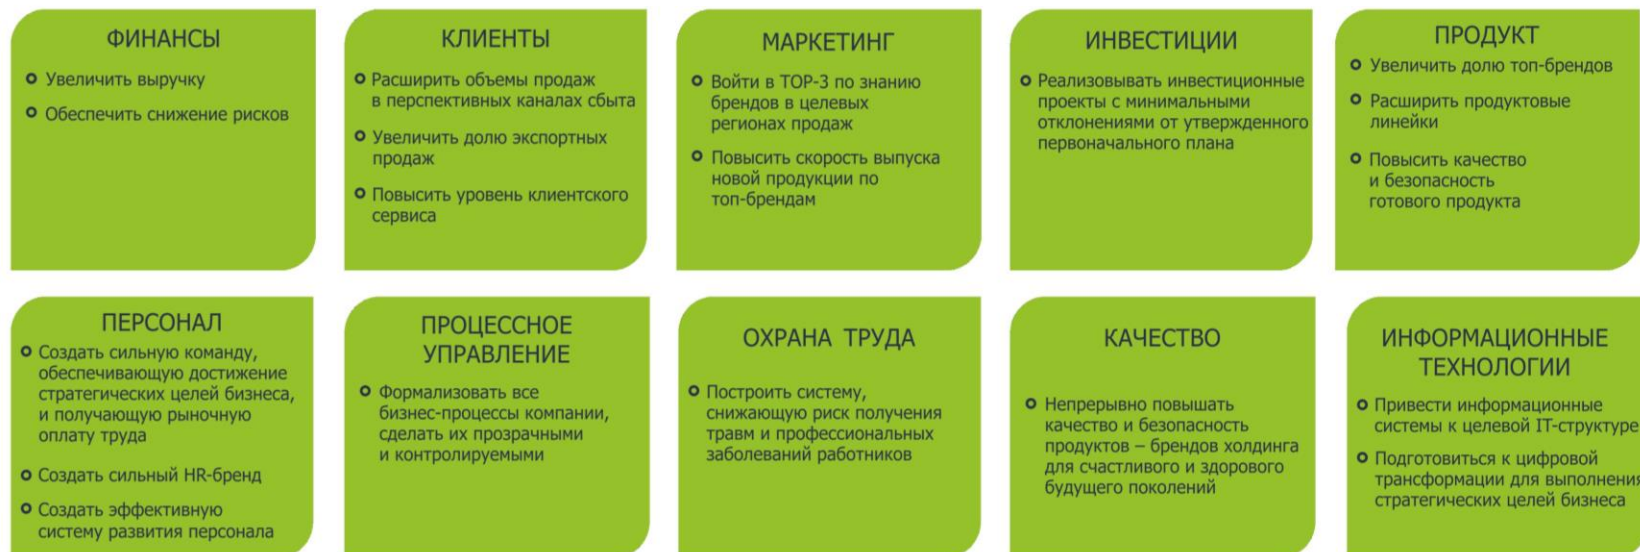 ФИНАНСЫ
Увеличить выручку
Обеспечить снижение рисков
КЛИЕНТЫ
Расширить объемы продаж
в перспективных каналах сбыта
Увеличить долю экспортных
продаж
Повысить уровень клиентского
сервиса
МАРКЕТИНГ
Войти в TOP-3 по знанию
брендов в целевых
регионах продаж
Повысить скорость выпуска
новой продукции по
топ-брендам
ИНВЕСТИЦИИ
Реализовывать инвестиционные
проекты с минимальными
отклонениями от утвержденного
первоначального плана
ПРОДУКТ
Увеличить долю топ-брендов
Расширить продуктовые
линейки
Повысить качество
и безопасность
готового продукта
ПЕРСОНАЛ
Создать сильную команду,
обеспечивающую достижение
стратегических целей бизнеса,
и получающую рыночную
оплату труда
Создать сильный HR-бренд
Создать эффективную
систему развития персонала
ПРОЦЕССНОЕ
УПРАВЛЕНИЕ
Формализовать все
бизнес-процессы компании,
сделать их прозрачными
и контролируемыми
ОХРАНА ТРУДА
Построить систему,
снижающую риск получения
травм и профессиональных
заболеваний работников
КАЧЕСТВО
Непрерывно повышать
качество и безопасность
продуктов – брендов холдинга
для счастливого и здорового
будущего поколений
ИНФОРМАЦИОННЫЕ
ТЕХНОЛОГИИ
Привести информационные
системы к целевой IT-структуре
Подготовиться к цифровой
трансформации для выполнения
стратегических целей бизнеса